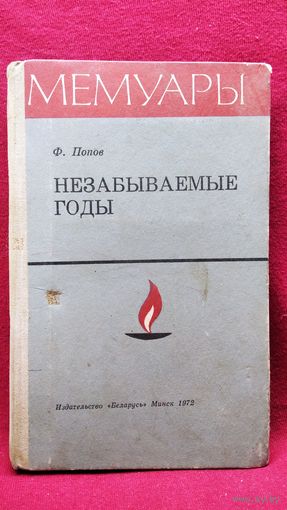 МЕМУАРЫ
Ф. Попов
НЕЗАБЫВАЕМЫЕ
ГОДЫ
Издательство «Беларусь» Минск 1972